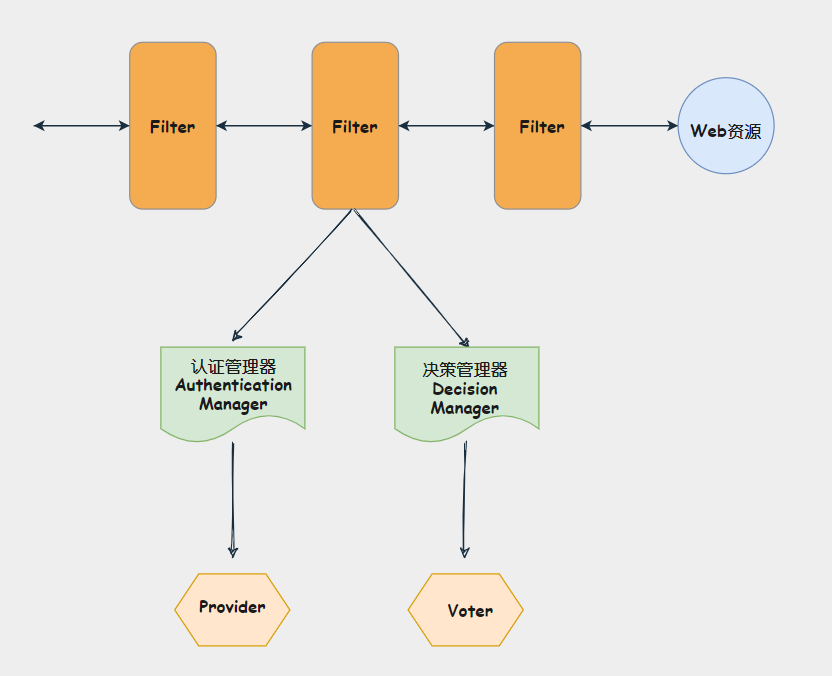 Filter
Filter
Filter
Web资源
认证管理器
Authentication
Manager
决策管理器
Decision
Manager
Provider
Voter